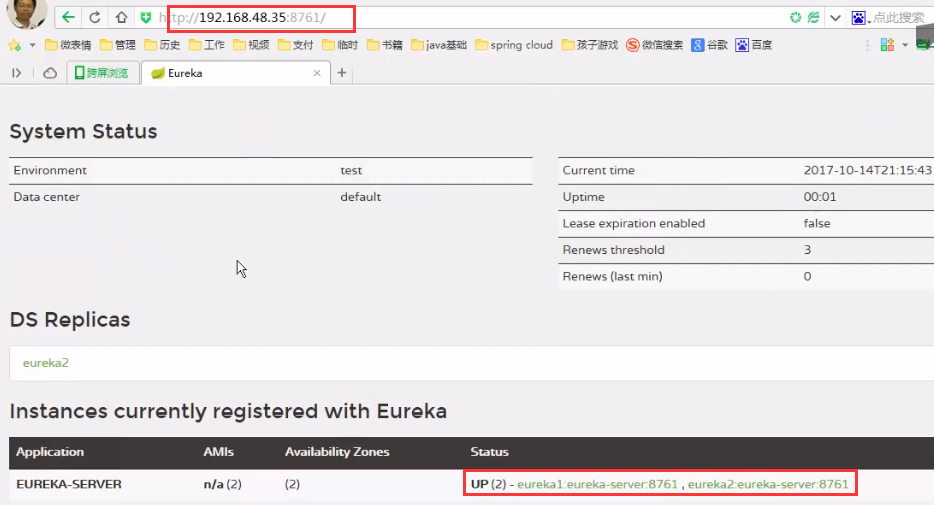 http://192.168.48.35:8761/
点此搜索
微表情 管理 历史 工作 视频 支付 临时 书籍 java基础 spring cloud 孩子游戏 微信搜索 谷歌 百度
跨屏浏览 Eureka
System Status
Environment test
Data center default
Current time 2017-10-14T21:15:43
Uptime 00:01
Lease expiration enabled false
Renews threshold 3
Renews (last min) 0
DS Replicas
eureka2
Instances currently registered with Eureka
Application AMIs Availability Zones Status
EUREKA-SERVER n/a (2) (2) UP (2) - eureka1:eureka-server:8761 , eureka2:eureka-server:8761